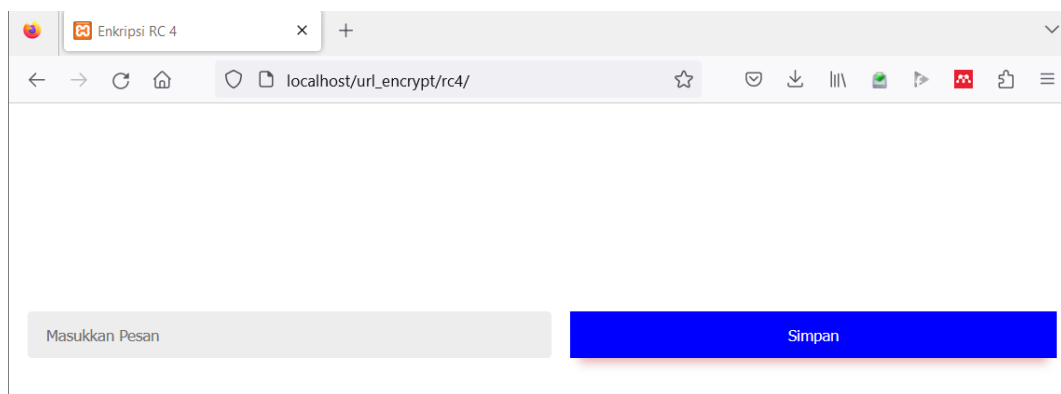 Enkripsi RC 4
localhost/url_encrypt/rc4/
Masukkan Pesan
Simpan